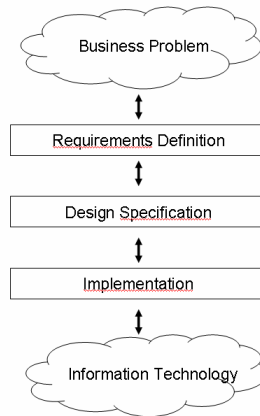 Business Problem
Requirements Definition
Design Specification
Implementation
Information Technology